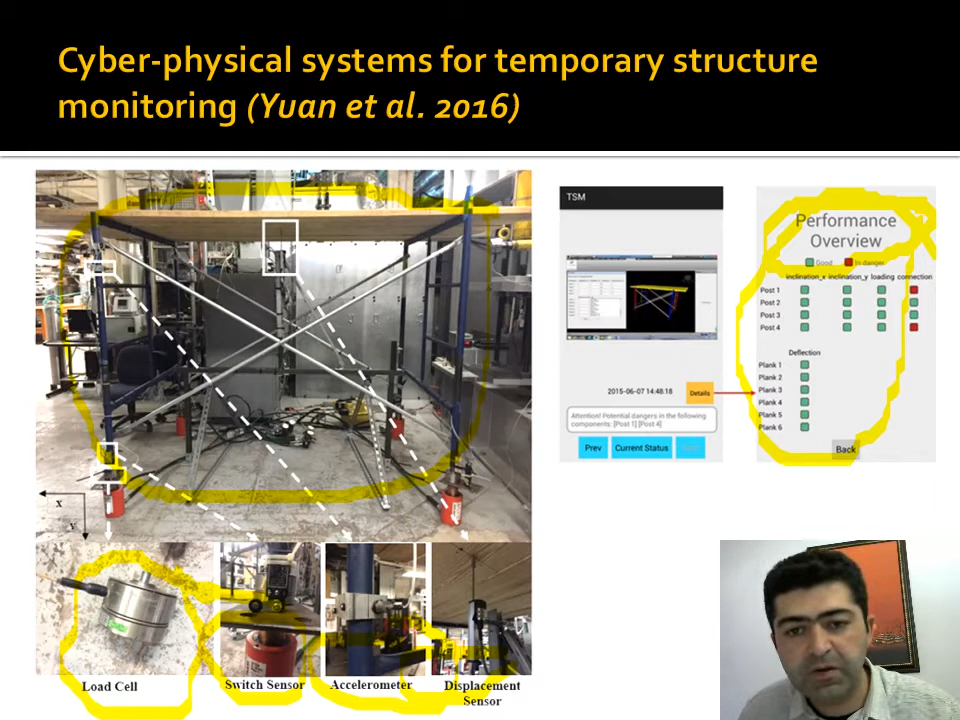 Cyber-physical systems for temporary structure
monitoring (Yuan et al. 2016)
TSM
2015-06-07 14:48:18
Details
Attention! Potential dangers in the following
components: [Post 1] [Post 4]
Prev
Current Status
Performance
Overview
Good
In danger
inclination_x inclination_y loading connection
Post 1
Post 2
Post 3
Post 4
Deflection
Plank 1
Plank 2
Plank 3
Plank 4
Plank 5
Plank 6
Back
x
Load Cell
Switch Sensor
Accelerometer
Displacement
Sensor